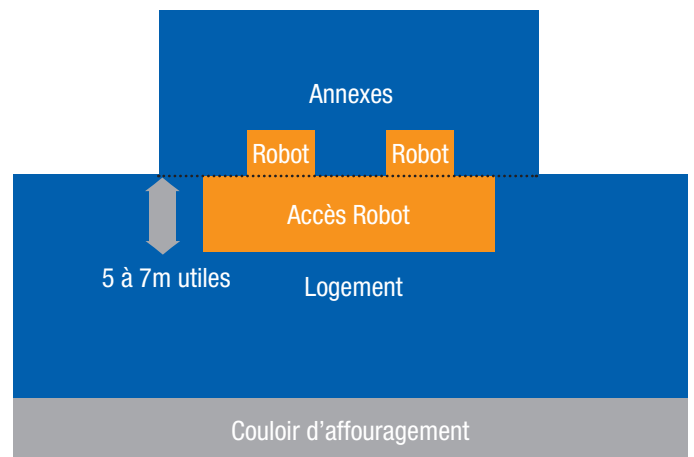 Annexes
Robot
Robot
Accès Robot
5 à 7m utiles
Logement
Couloir d'affouragement